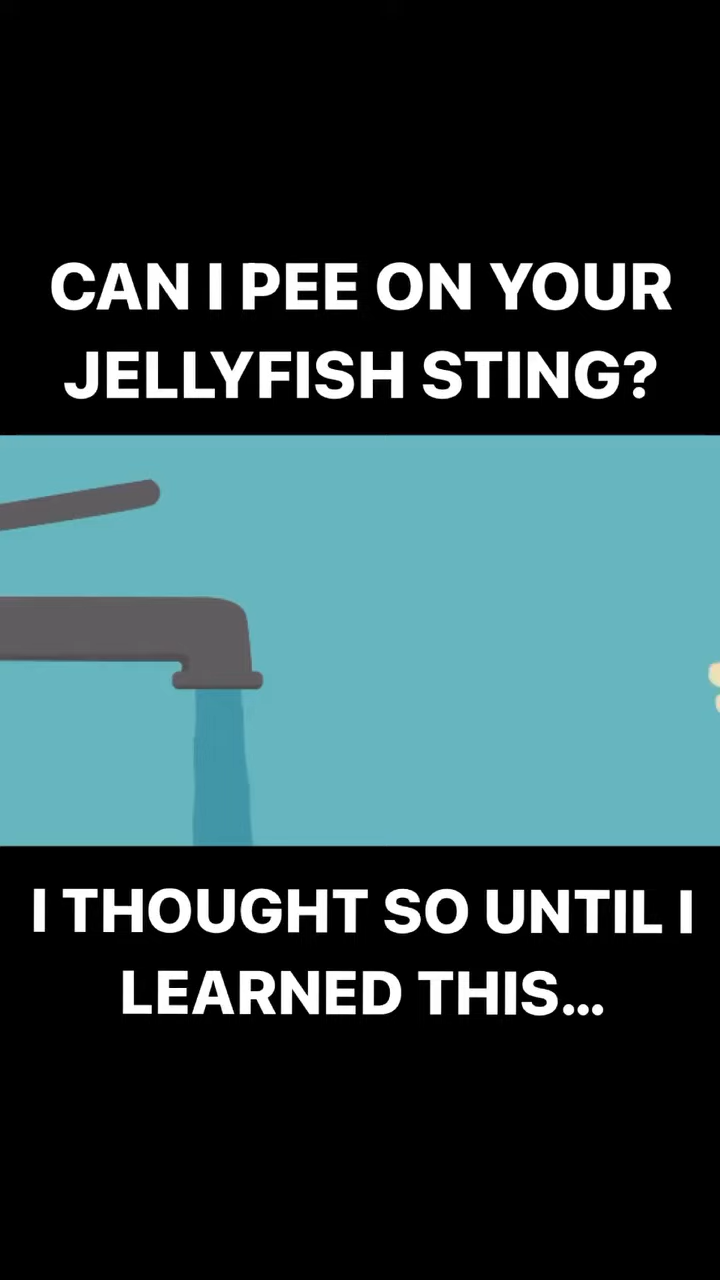 CAN I PEE ON YOUR
JELLYFISH STING?
I THOUGHT SO UNTIL I
LEARNED THIS...